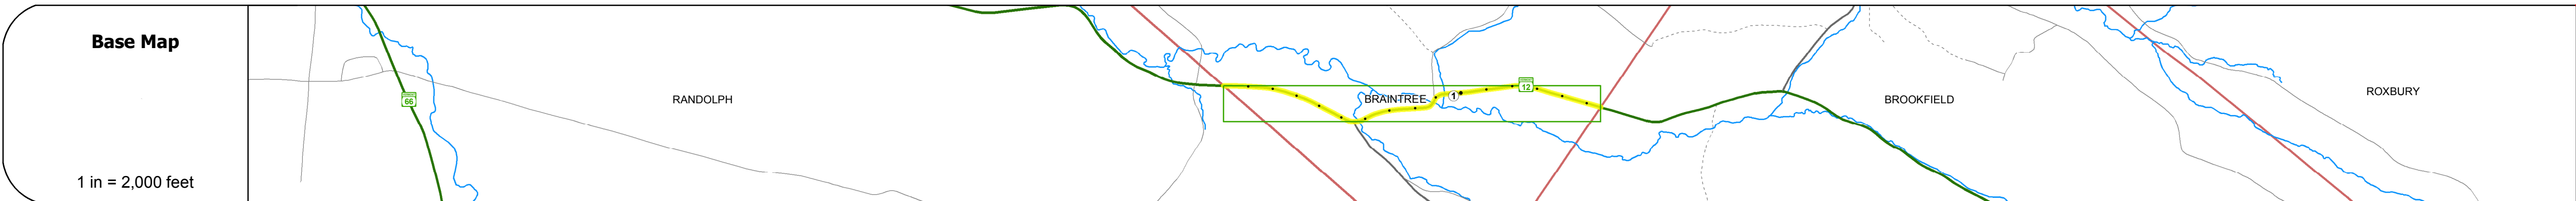 Base Map
1 in = 2,000 feet
66
RANDOLPH
BRAINTREE
1
12
BROOKFIELD
ROXBURY